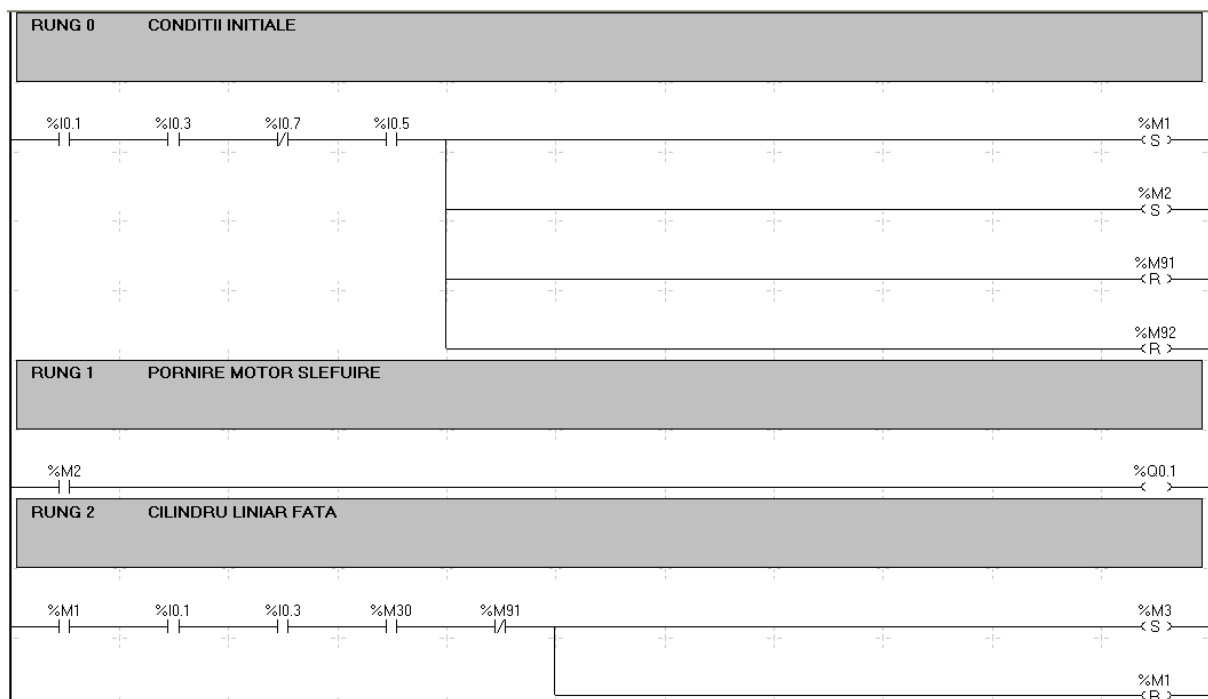 RUNG 0 CONDITII INITIALE
%I0.1 %I0.3 %I0.7 %I0.5 %M1
S
%M2
S
%M91
R
%M92
R
RUNG 1 PORNIRE MOTOR SLEFUIRE
%M2 %Q0.1
RUNG 2 CILINDRU LINIAR FATA
%M1 %I0.1 %I0.3 %M30 %M91 %M3
S
%M1
R